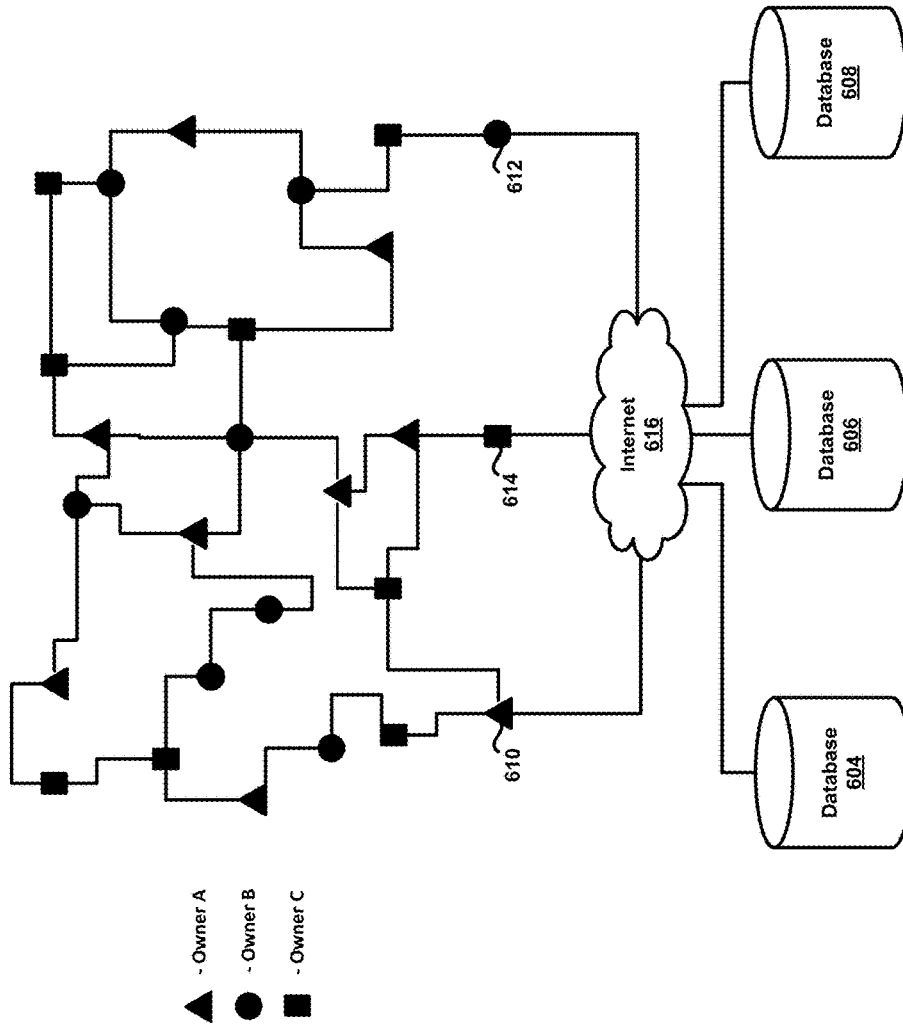 - Owner A
- Owner B
- Owner C
610
614
612
Internet
616
Database
604
Database
606
Database
608